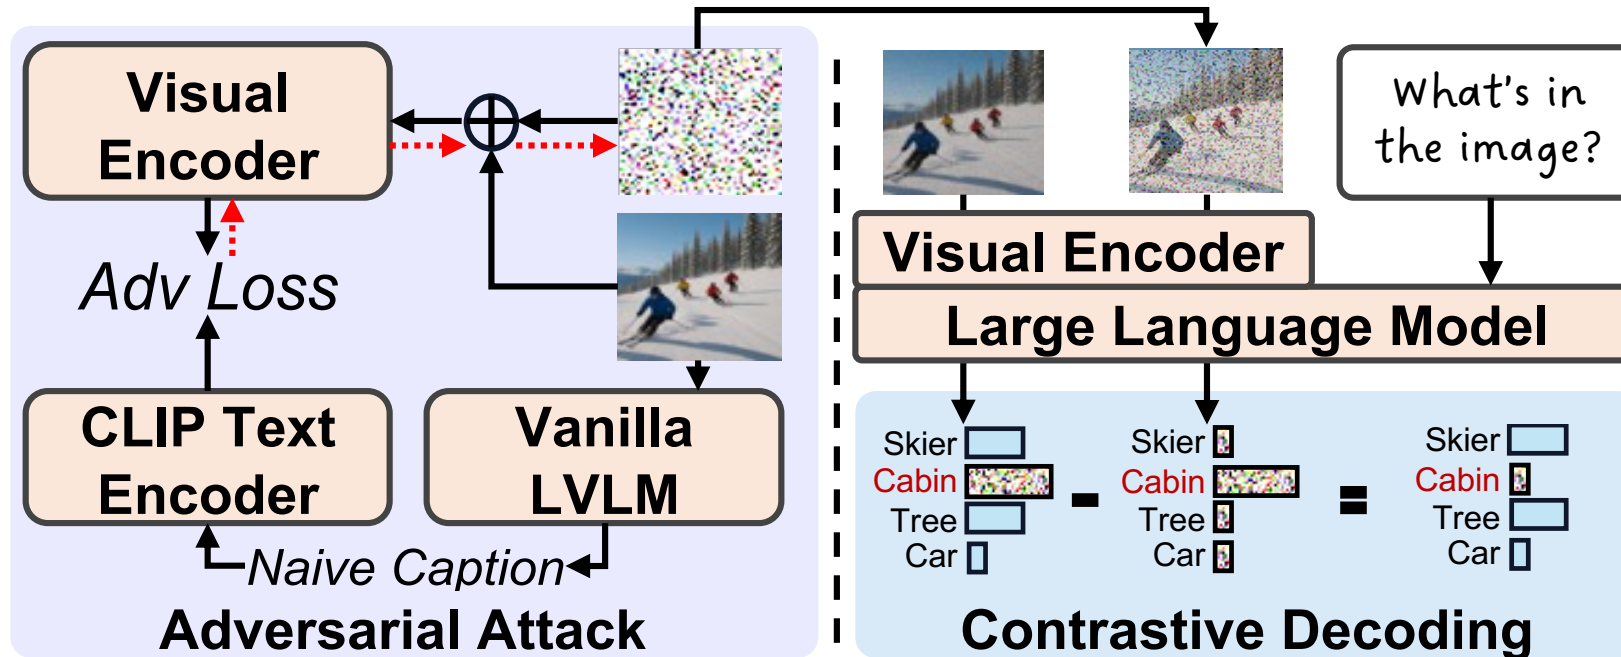 Visual
Encoder
Adv Loss
CLIP Text
Encoder
Vanilla
LVLM
Naive Caption
Adversarial Attack
What's in
the image?
Visual Encoder
Large Language Model
Skier
Cabin
Tree
Car
-
Skier
Cabin
Tree
Car
=
Skier
Cabin
Tree
Car
Contrastive Decoding